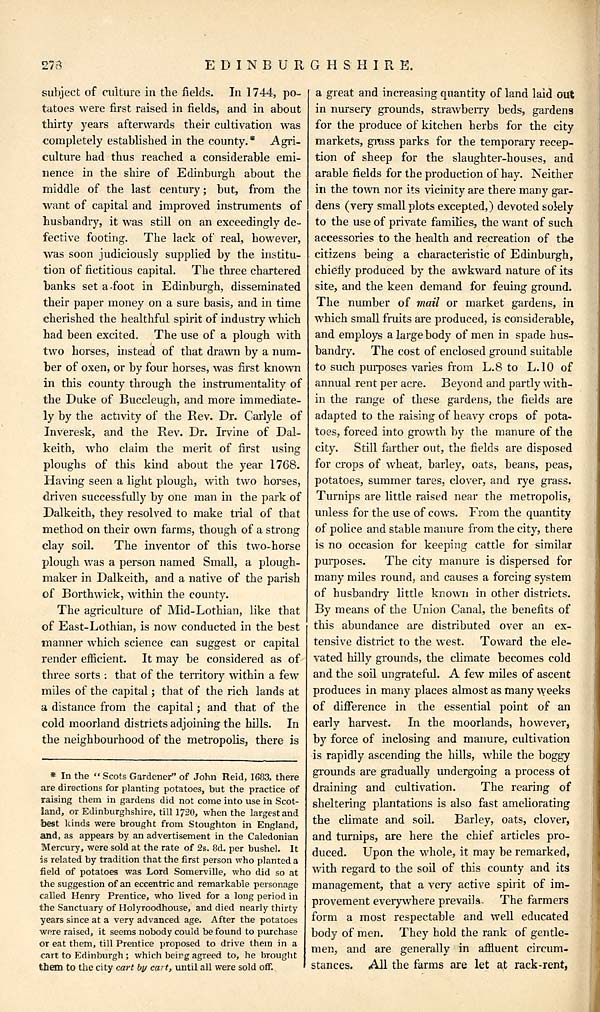 278
EDINBURGHSHIRE.
subject of culture in the fields. In 1744, po-
tatoes were first raised in fields, and in about
thirty years afterwards their cultivation was
completely established in the county.* Agri-
culture had thus reached a considerable emi-
nence in the shire of Edinburgh about the
middle of the last century; but, from the
want of capital and improved instruments of
husbandry, it was still on an exceedingly de-
fective footing. The lack of real, however,
was soon judiciously supplied by the institu-
tion of fictitious capital. The three chartered
banks set a-foot in Edinburgh, disseminated
their paper money on a sure basis, and in time
cherished the healthful spirit of industry which
had been excited. The use of a plough with
two horses, instead of that drawn by a num-
ber of oxen, or by four horses, was first known
in this county through the instrumentality of
the Duke of Buccleugh, and more immediate-
ly by the activity of the Rev. Dr. Carlyle of
Inveresk, and the Rev. Dr. Irvine of Dal-
keith, who claim the merit of first using
ploughs of this kind about the year 1768.
Having seen a light plough, with two horses,
driven successfully by one man in the park of
Dalkeith, they resolved to make trial of that
method on their own farms, though of a strong
clay soil. The inventor of this two-horse
plough was a person named Small, a plough-
maker in Dalkeith, and a native of the parish
of Borthwick, within the county.
The agriculture of Mid-Lothian, like that
of East-Lothian, is now conducted in the best
manner which science can suggest or capital
render efficient. It may be considered as of
three sorts: that of the territory within a few
miles of the capital; that of the rich lands at
a distance from the capital; and that of the
cold moorland districts adjoining the hills. In
the neighbourhood of the metropolis, there is
* In the "Scots Gardener" of John Reid, 1683, there
are directions for planting potatoes, but the practice of
raising them in gardens did not come into use in Scot-
land, or Edinburghshire, till 1720, when the largest and
best kinds were brought from Stoughton in England,
and, as appears by an advertisement in the Caledonian
Mercury, were sold at the rate of 2s. 8d. per bushel. It
is related by tradition that the first person who planted a
field of potatoes was Lord Somerville, who did so at
the suggestion of an eccentric and remarkable personage
called Henry Prentice, who lived for a long period in
the Sanctuary of Holyroodhouse, and died nearly thirty
years since at a very advanced age. After the potatoes
were raised, it seems nobody could be found to purchase
or eat them, till Prentice proposed to drive them in a
cart to Edinburgh; which being agreed to, he brought
them to the city cart by cart, until all were sold off.
a great and increasing quantity of land laid out
in nursery grounds, strawberry beds, gardens
for the produce of kitchen herbs for the city
markets, grass parks for the temporary recep-
tion of sheep for the slaughter-houses, and
arable fields for the production of hay. Neither
in the town nor its vicinity are there many gar-
dens (very small plots excepted,) devoted solely
to the use of private families, the want of such
accessories to the health and recreation of the
citizens being a characteristic of Edinburgh,
chiefly produced by the awkward nature of its
site, and the keen demand for feuing ground.
The number of mail or market gardens, in
which small fruits are produced, is considerable,
and employs a large body of men in spade hus-
bandry. The cost of enclosed ground suitable
to such purposes varies from L.8 to L.10 of
annual rent per acre. Beyond and partly with-
in the range of these gardens, the fields are
adapted to the raising of heavy crops of pota-
toes, forced into growth by the manure of the
city. Still farther out, the fields are disposed
for crops of wheat, barley, oats, beans, peas,
potatoes, summer tares, clover, and rye grass.
Turnips are little raised near the metropolis,
unless for the use of cows. From the quantity
of police and stable manure from the city, there
is no occasion for keeping cattle for similar
purposes. The city manure is dispersed for
many miles round, and causes a forcing system
of husbandry little known in other districts.
By means of the Union Canal, the benefits of
this abundance are distributed over an ex-
tensive district to the west. Toward the ele-
vated hilly grounds, the climate becomes cold
and the soil ungrateful. A few miles of ascent
produces in many places almost as many weeks
of difference in the essential point of an
early harvest. In the moorlands, however,
by force of inclosing and manure, cultivation
is rapidly ascending the hills, while the boggy
grounds are gradually undergoing a process of
draining and cultivation. The rearing of
sheltering plantations is also fast ameliorating
the climate and soil. Barley, oats, clover,
and turnips, are here the chief articles pro-
duced. Upon the whole, it may be remarked,
with regard to the soil of this county and its
management, that a very active spirit of im-
provement everywhere prevails. The farmers
form a most respectable and well educated
body of men. They hold the rank of gentle-
men, and are generally in affluent circum-
stances. All the farms are let at rack-rent,